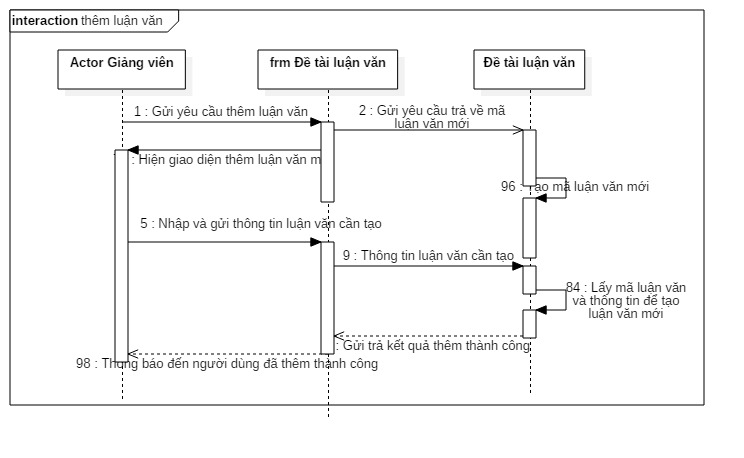 interaction thêm luận văn
Actor Giảng viên
frm Đề tài luận văn
Đề tài luận văn
1 : Gửi yêu cầu thêm luận văn
2 : Gửi yêu cầu trả về mã
luận văn mới
: Hiện giao diện thêm luận văn m
96 : Tạo mã luận văn mới
5 : Nhập và gửi thông tin luận văn cần tạo
9 : Thông tin luận văn cần tạo
84 : Lấy mã luận văn
và thông tin để tạo
luận văn mới
: Gửi trả kết quả thêm thành công
98 : Thông báo đến người dùng đã thêm thành công